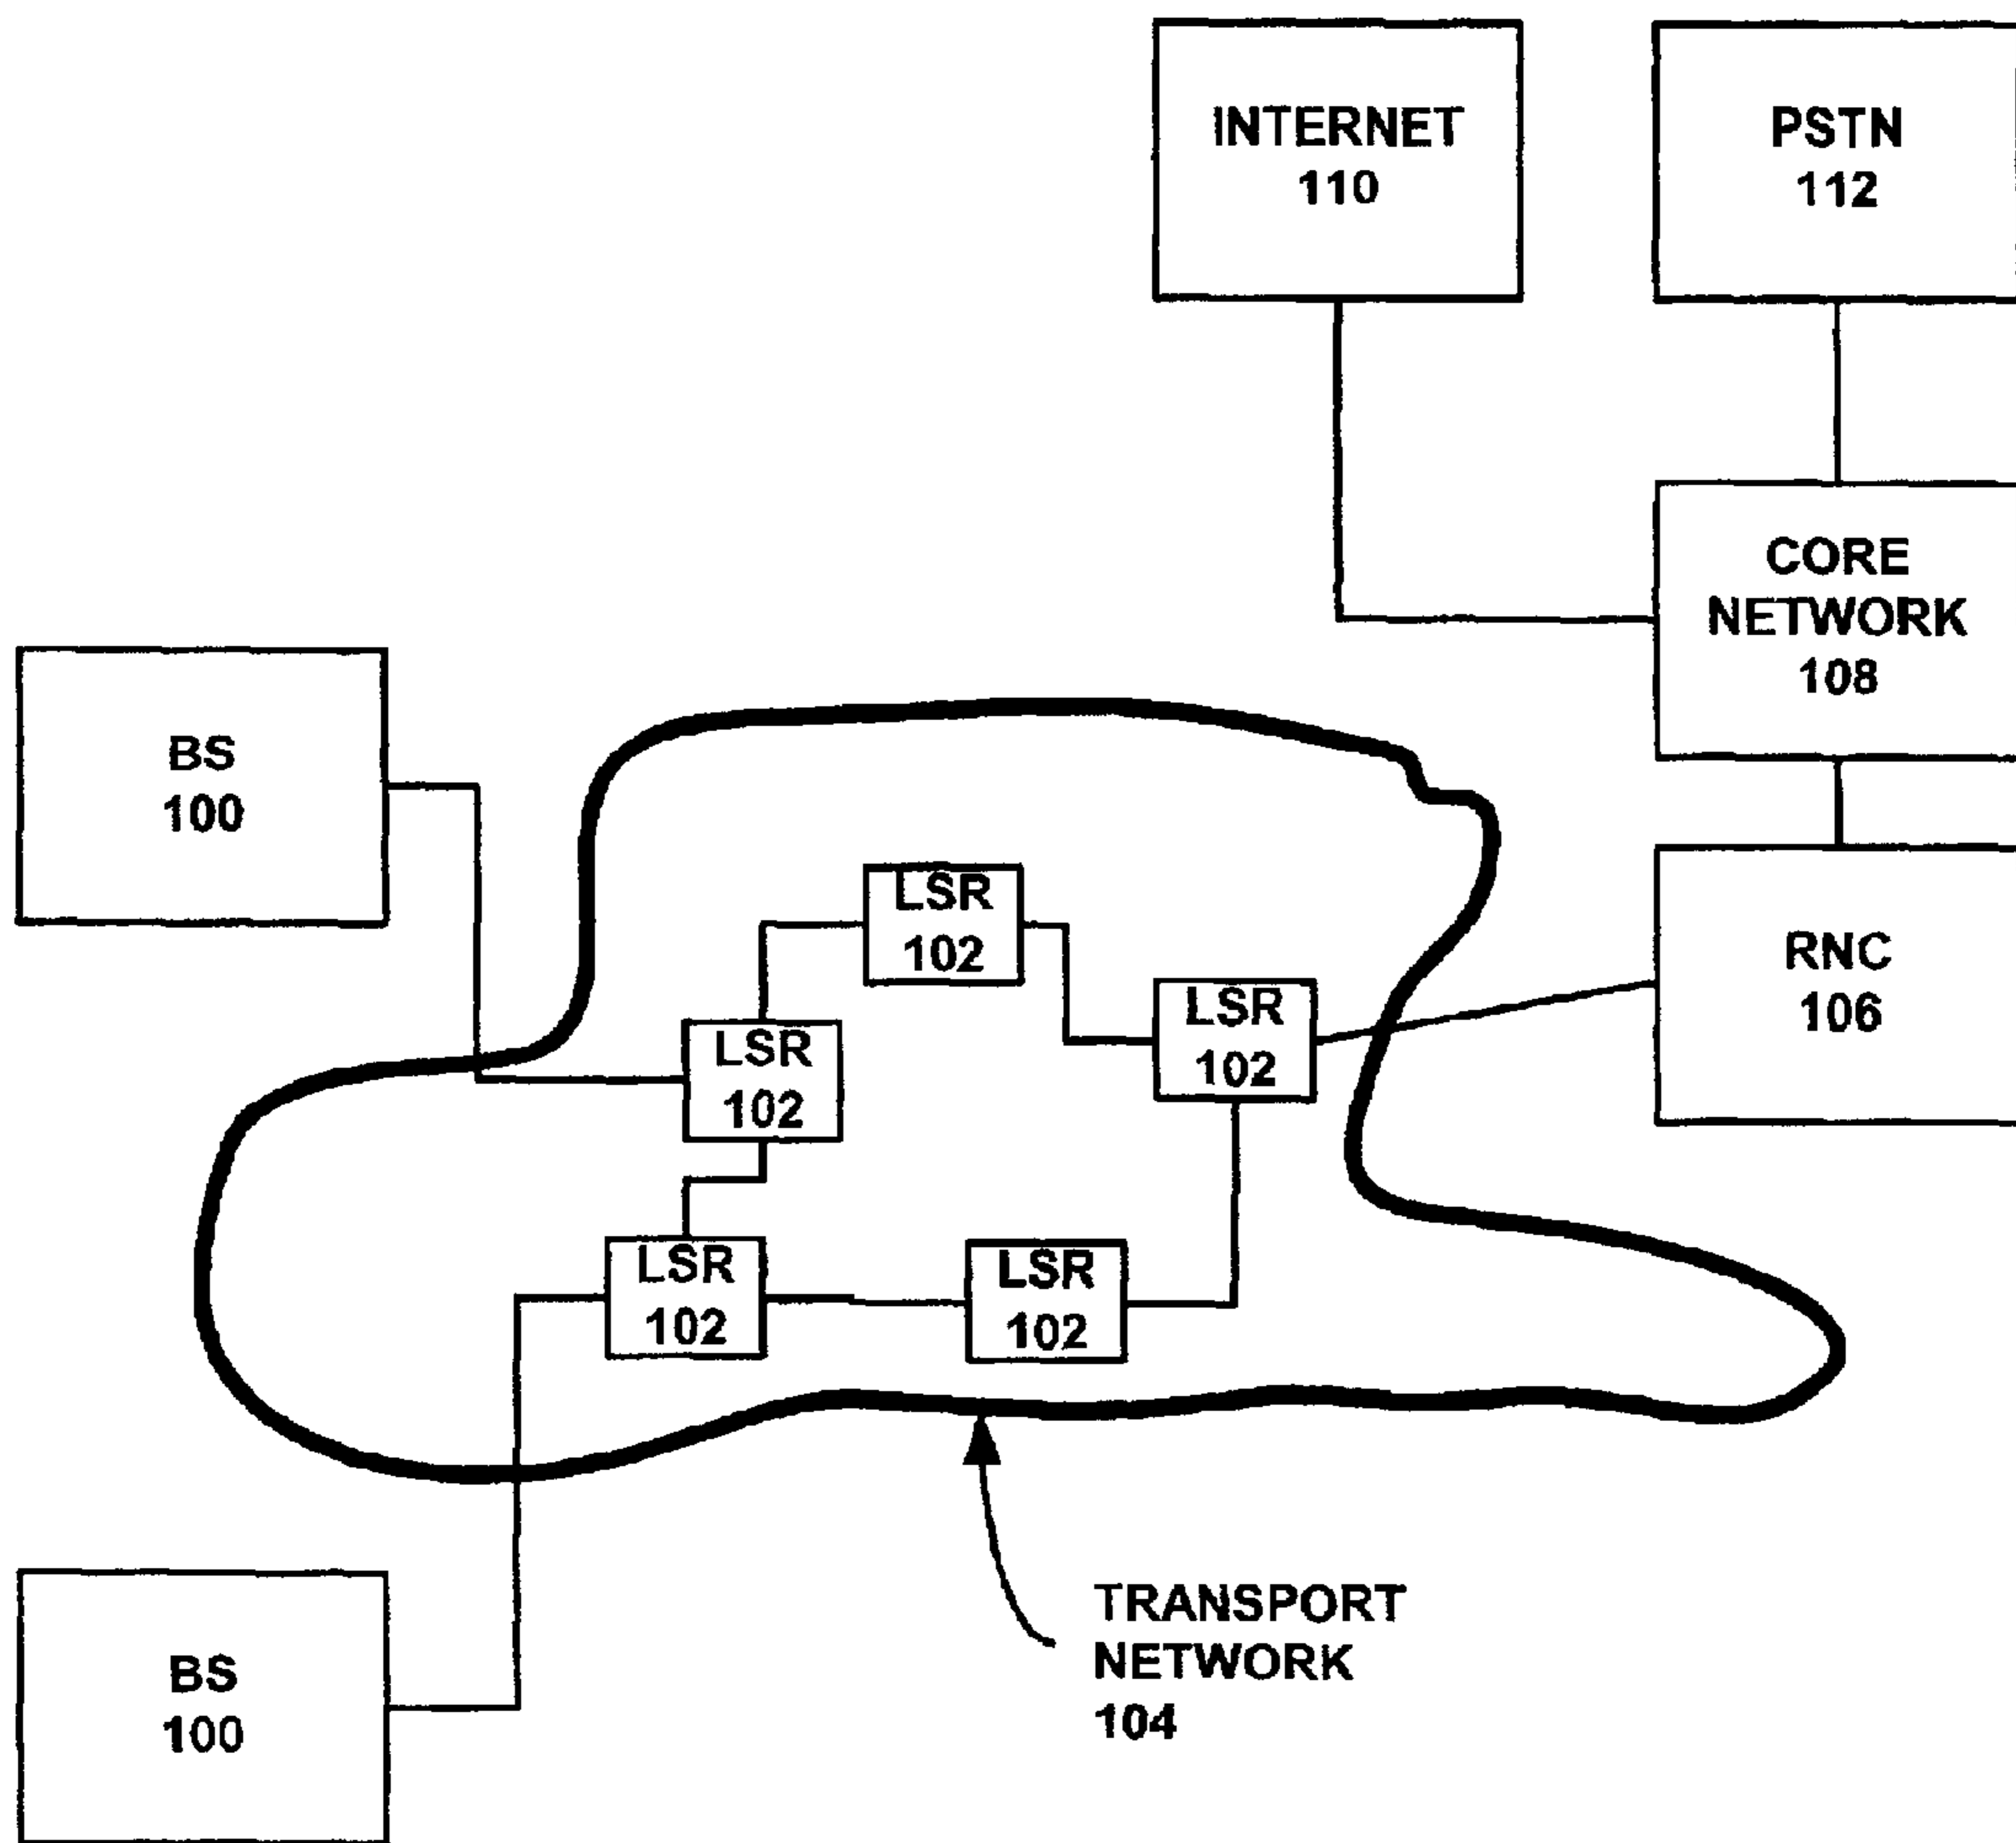 INTERNET
110
PSTN
112
CORE
NETWORK
108
BS
100
LSR
102
LSR
102
LSR
102
RNC
106
LSR
102
LSR
102
BS
100
TRANSPORT
NETWORK
104